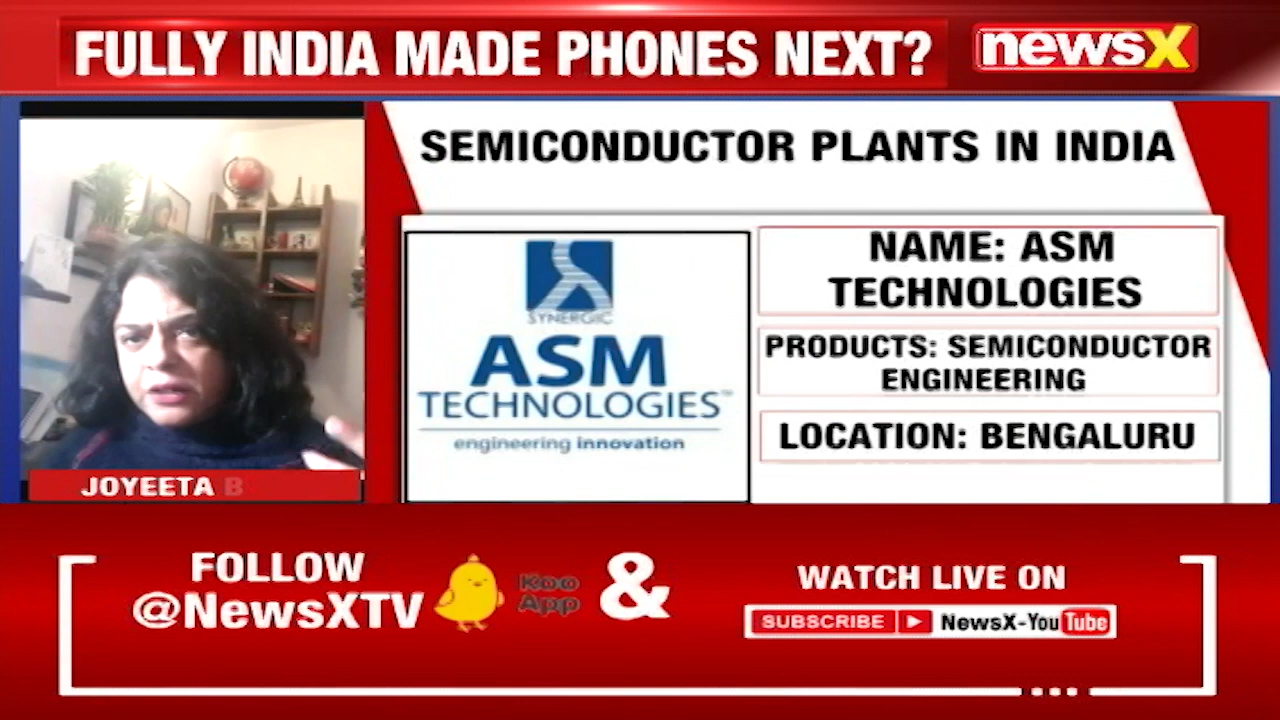 FULLY INDIA MADE PHONES NEXT?
newsX
SEMICONDUCTOR PLANTS IN INDIA
SYNERGIC
ASM
TECHNOLOGIES™
engineering innovation
NAME: ASM
TECHNOLOGIES
PRODUCTS: SEMICONDUCTOR
ENGINEERING
LOCATION: BENGALURU
JOYEETA B
FOLLOW
@NewsXTV
Koo
App
&
WATCH LIVE ON
SUBSCRIBE
NewsX-YouTube